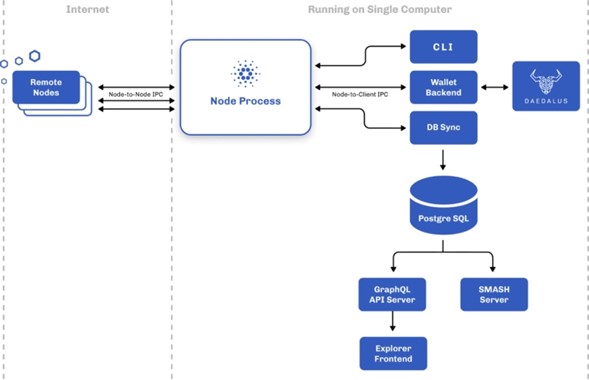 Internet
Running on Single Computer
Remote
Nodes
Node-to-Node IPC
Node Process
Node-to-Client IPC
CLI
Wallet
Backend
DAEDALUS
DB Sync
Postgre SQL
GraphQL
API Server
SMASH
Server
Explorer
Frontend